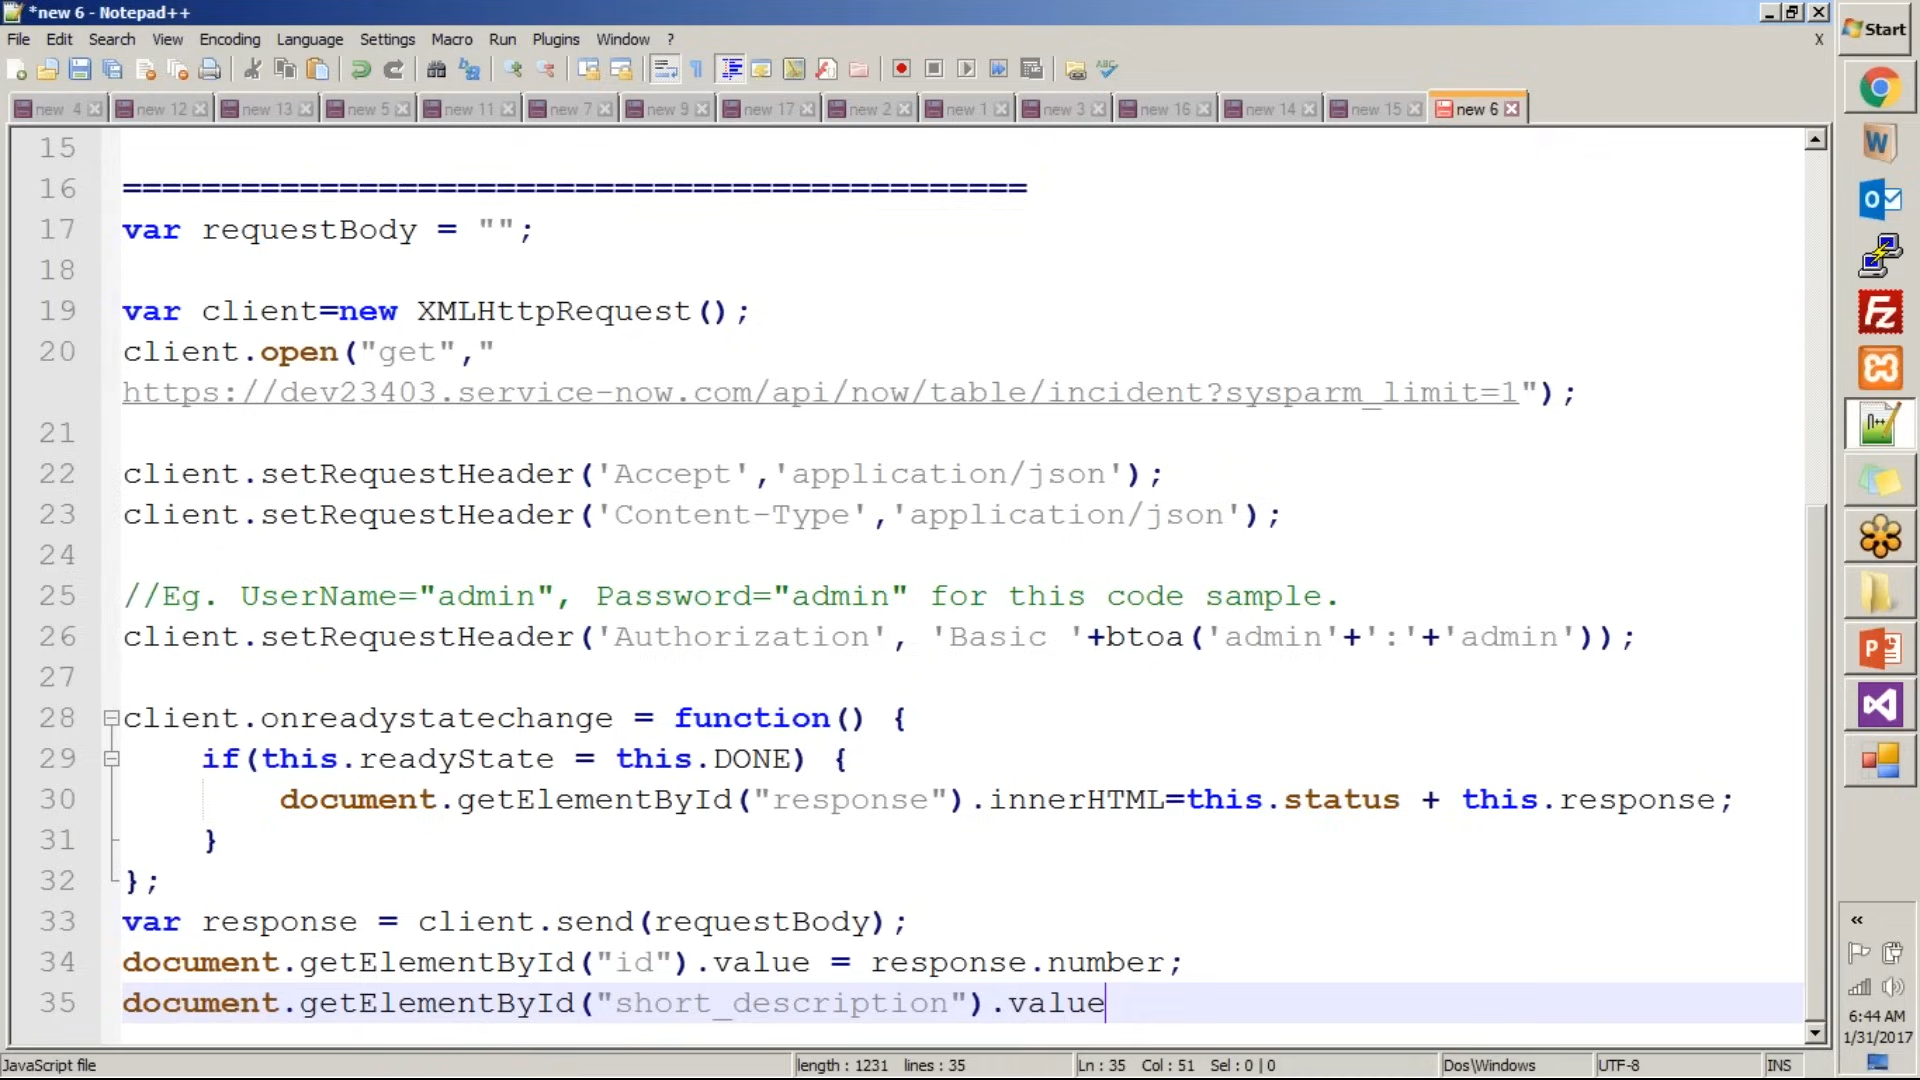 *new 6 - Notepad++
File Edit Search View Encoding Language Settings Macro Run Plugins Window ? X
Start
new 4 new 12 new 13 new 5 new 11 new 7 new 9 new 17 new 2 new 1 new 3 new 16 new 14 new 15 new 6
15
16 ==============================================
17 var requestBody = "";
18
19 var client=new XMLHttpRequest();
20 client.open("get","
https://dev23403.service-now.com/api/now/table/incident?sysparm_limit=1");
21
22 client.setRequestHeader('Accept','application/json');
23 client.setRequestHeader('Content-Type','application/json');
24
25 //Eg. UserName="admin", Password="admin" for this code sample.
26 client.setRequestHeader('Authorization', 'Basic '+btoa('admin'+':'+'admin'));
27
28 client.onreadystatechange = function() {
29 if(this.readyState = this.DONE) {
30 document.getElementById("response").innerHTML=this.status + this.response;
31 }
32 };
33 var response = client.send(requestBody);
34 document.getElementById("id").value = response.number;
35 document.getElementById("short_description").value
6:44 AM
1/31/2017
JavaScript file length : 1231 lines : 35 Ln : 35 Col : 51 Sel : 0 | 0 Dos\Windows UTF-8 INS